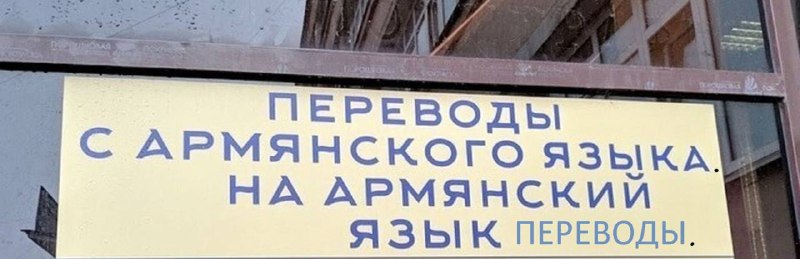 ПЕРЕВОДЫ
С АРМЯНСКОГО ЯЗЫКА.
НА АРМЯНСКИЙ
ЯЗЫК ПЕРЕВОДЫ.